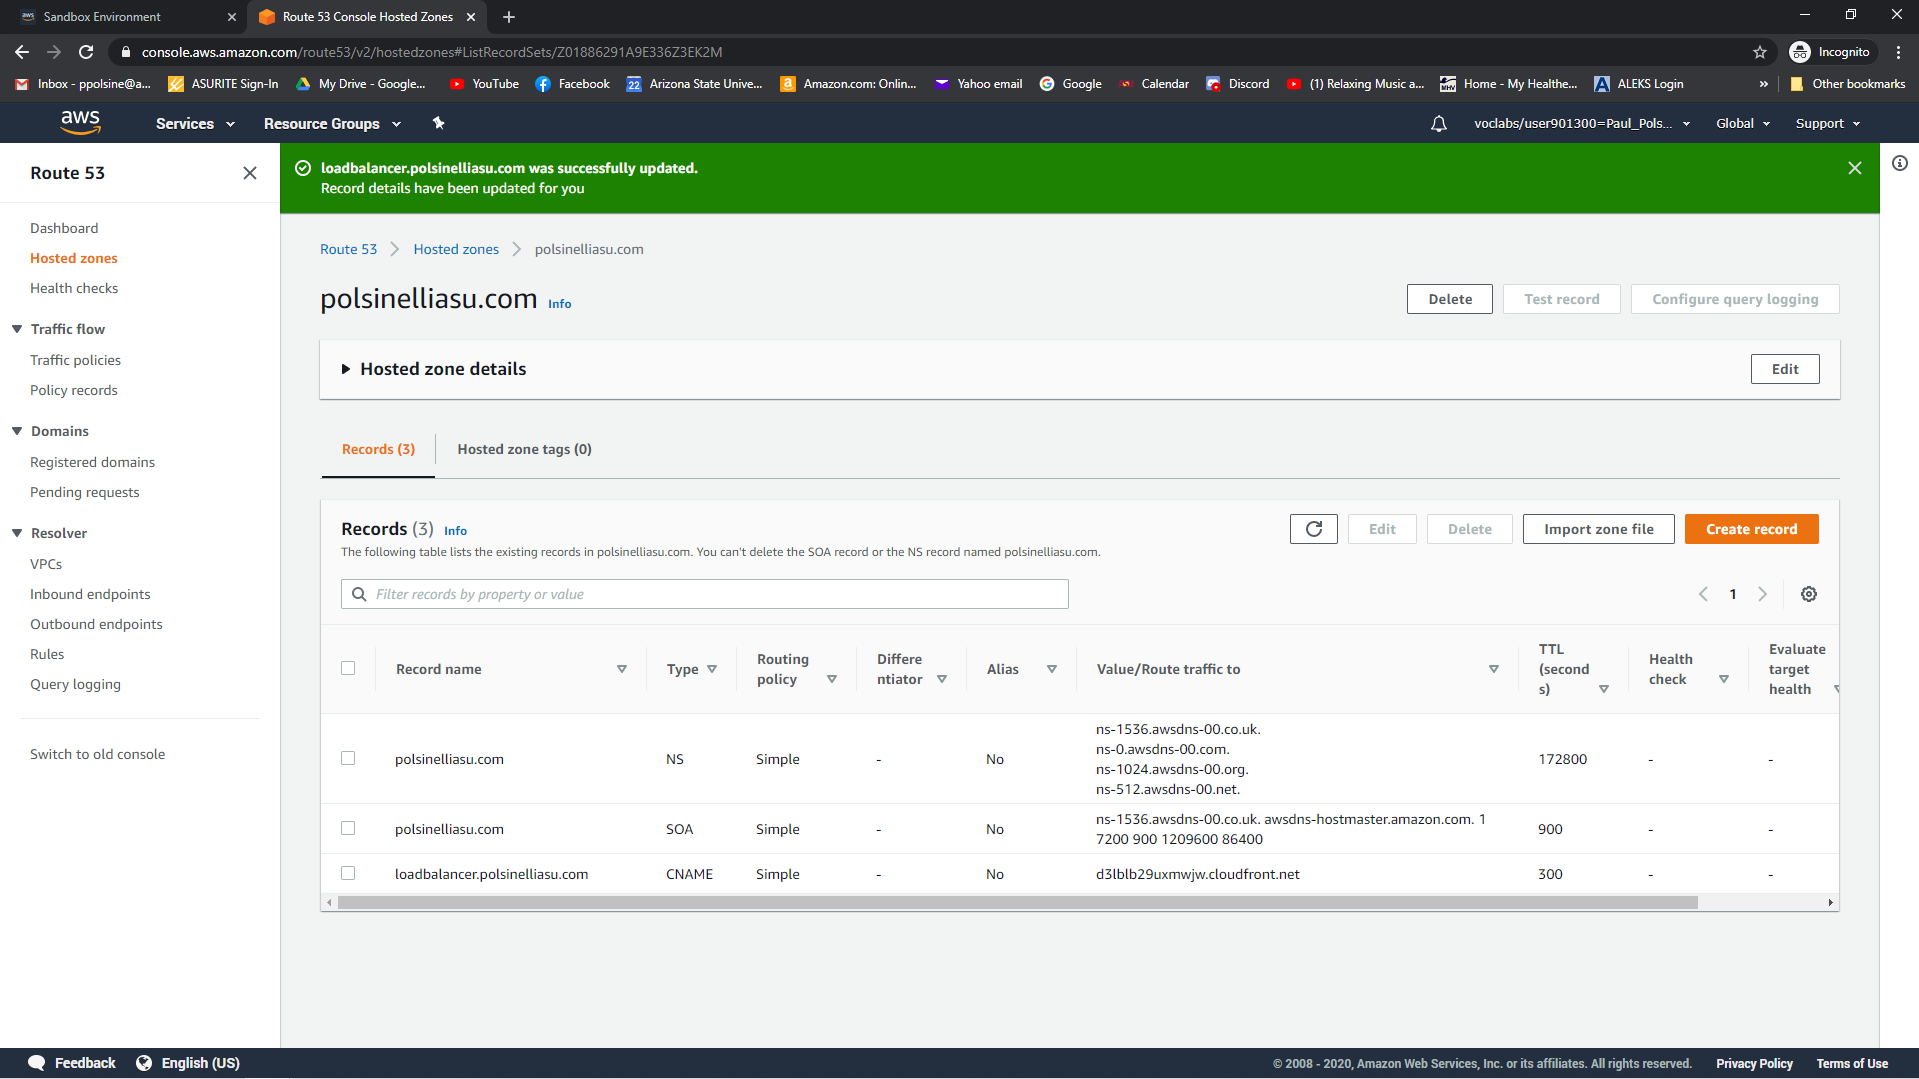 Sandbox Environment
Route 53 Console Hosted Zones
console.aws.amazon.com/route53/v2/hostedzones#ListRecordSets/Z01886291A9E336Z3EK2M
Incognito
Inbox - ppolsine@a...
ASURITE Sign-In
My Drive - Google...
YouTube
Facebook
22
Arizona State Unive...
Amazon.com: Onlin...
Yahoo email
Google
Calendar
Discord
(1) Relaxing Music a...
MHV
Home - My Healthe...
ALEKS Login
»
Other bookmarks
aws
Services
Resource Groups
voclabs/user901300=Paul_Pols...
Global
Support
Route 53
Dashboard
Hosted zones
Health checks
Traffic flow
Traffic policies
Policy records
Domains
Registered domains
Pending requests
Resolver
VPCs
Inbound endpoints
Outbound endpoints
Rules
Query logging
Switch to old console
loadbalancer.polsinelliasu.com was successfully updated.
Record details have been updated for you
Route 53 > Hosted zones > polsinelliasu.com
polsinelliasu.com Info
Delete
Test record
Configure query logging
Hosted zone details
Edit
Records (3)
Hosted zone tags (0)
Records (3) Info
Edit
Delete
Import zone file
Create record
The following table lists the existing records in polsinelliasu.com. You can't delete the SOA record or the NS record named polsinelliasu.com.
Filter records by property or value
1
Record name
Type
Routing
policy
Differe
ntiator
Alias
Value/Route traffic to
TTL
(second
s)
Health
check
Evaluate
target
health
polsinelliasu.com
NS
Simple
-
No
ns-1536.awsdns-00.co.uk.
ns-0.awsdns-00.com.
ns-1024.awsdns-00.org.
ns-512.awsdns-00.net.
172800
-
-
polsinelliasu.com
SOA
Simple
-
No
ns-1536.awsdns-00.co.uk. awsdns-hostmaster.amazon.com. 1
7200 900 1209600 86400
900
-
-
loadbalancer.polsinelliasu.com
CNAME
Simple
-
No
d3lblb29uxmwjw.cloudfront.net
300
-
-
Feedback
English (US)
© 2008 - 2020, Amazon Web Services, Inc. or its affiliates. All rights reserved.
Privacy Policy
Terms of Use